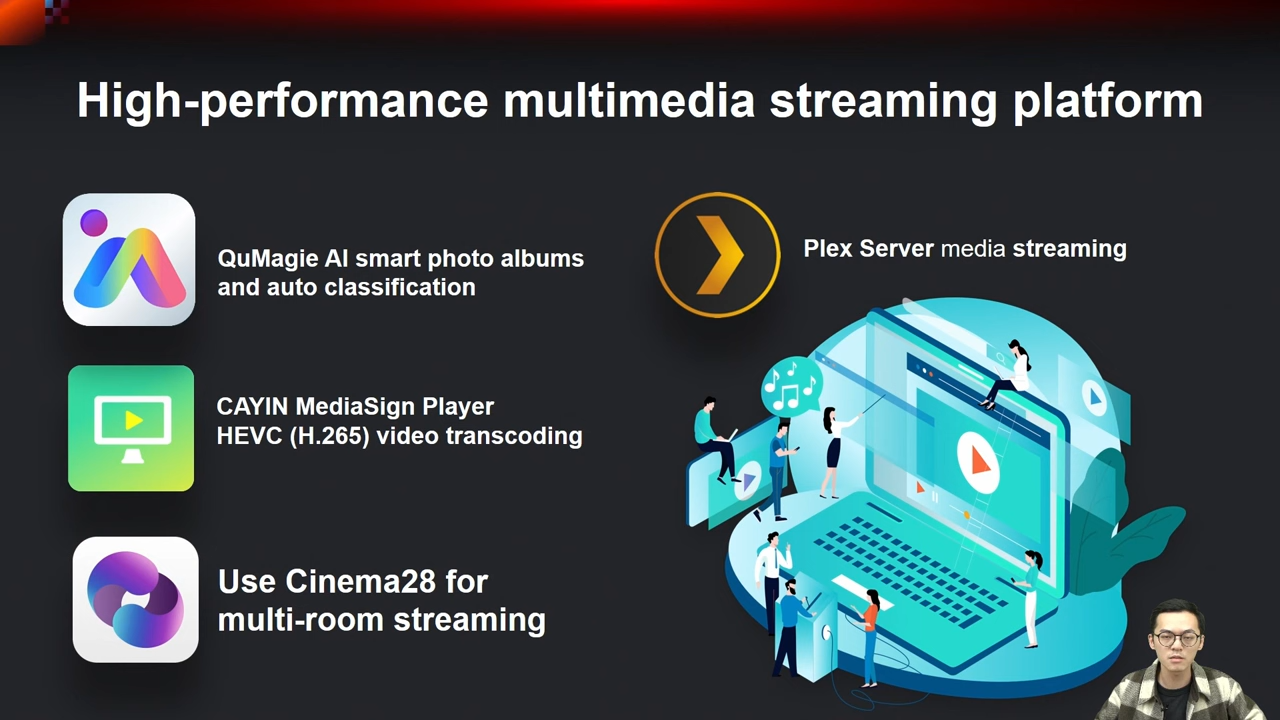 High-performance multimedia streaming platform
QuMagie AI smart photo albums
and auto classification
CAYIN MediaSign Player
HEVC (H.265) video transcoding
Use Cinema28 for
multi-room streaming
Plex Server media streaming